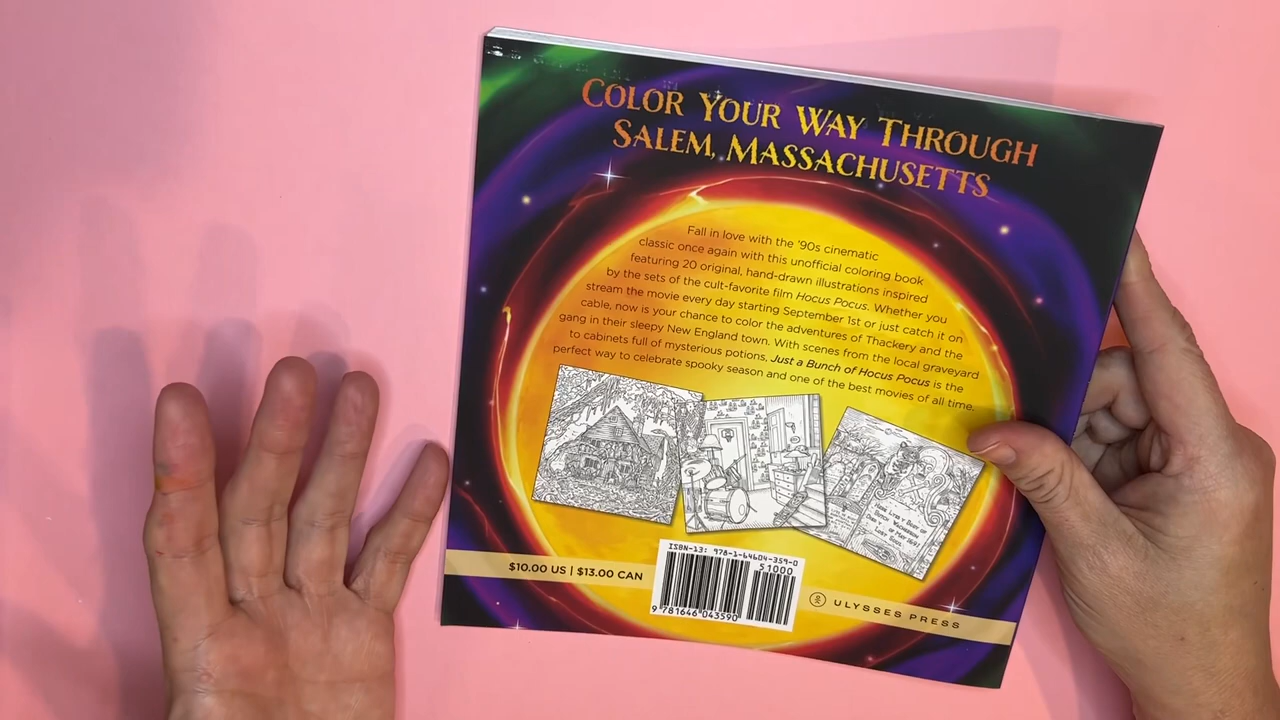 COLOR YOUR WAY THROUGH
SALEM, MASSACHUSETTS
Fall in love with the '90s cinematic
classic once again with this unofficial coloring book
featuring 20 original, hand-drawn illustrations inspired
by the sets of the cult-favorite film Hocus Pocus. Whether you
stream the movie every day starting September 1st or just catch it on
cable, now is your chance to color the adventures of Thackery and the
gang in their sleepy New England town. With scenes from the local graveyard
to cabinets full of mysterious potions, Just a Bunch of Hocus Pocus is the
perfect way to celebrate spooky season and one of the best movies of all time.
HERE LYES Y BODY OF
LOST SOUL
ISBN-13: 978-1-64604-359-0
51000
9 781646 043590
$10.00 US | $13.00 CAN
ULYSSES PRESS